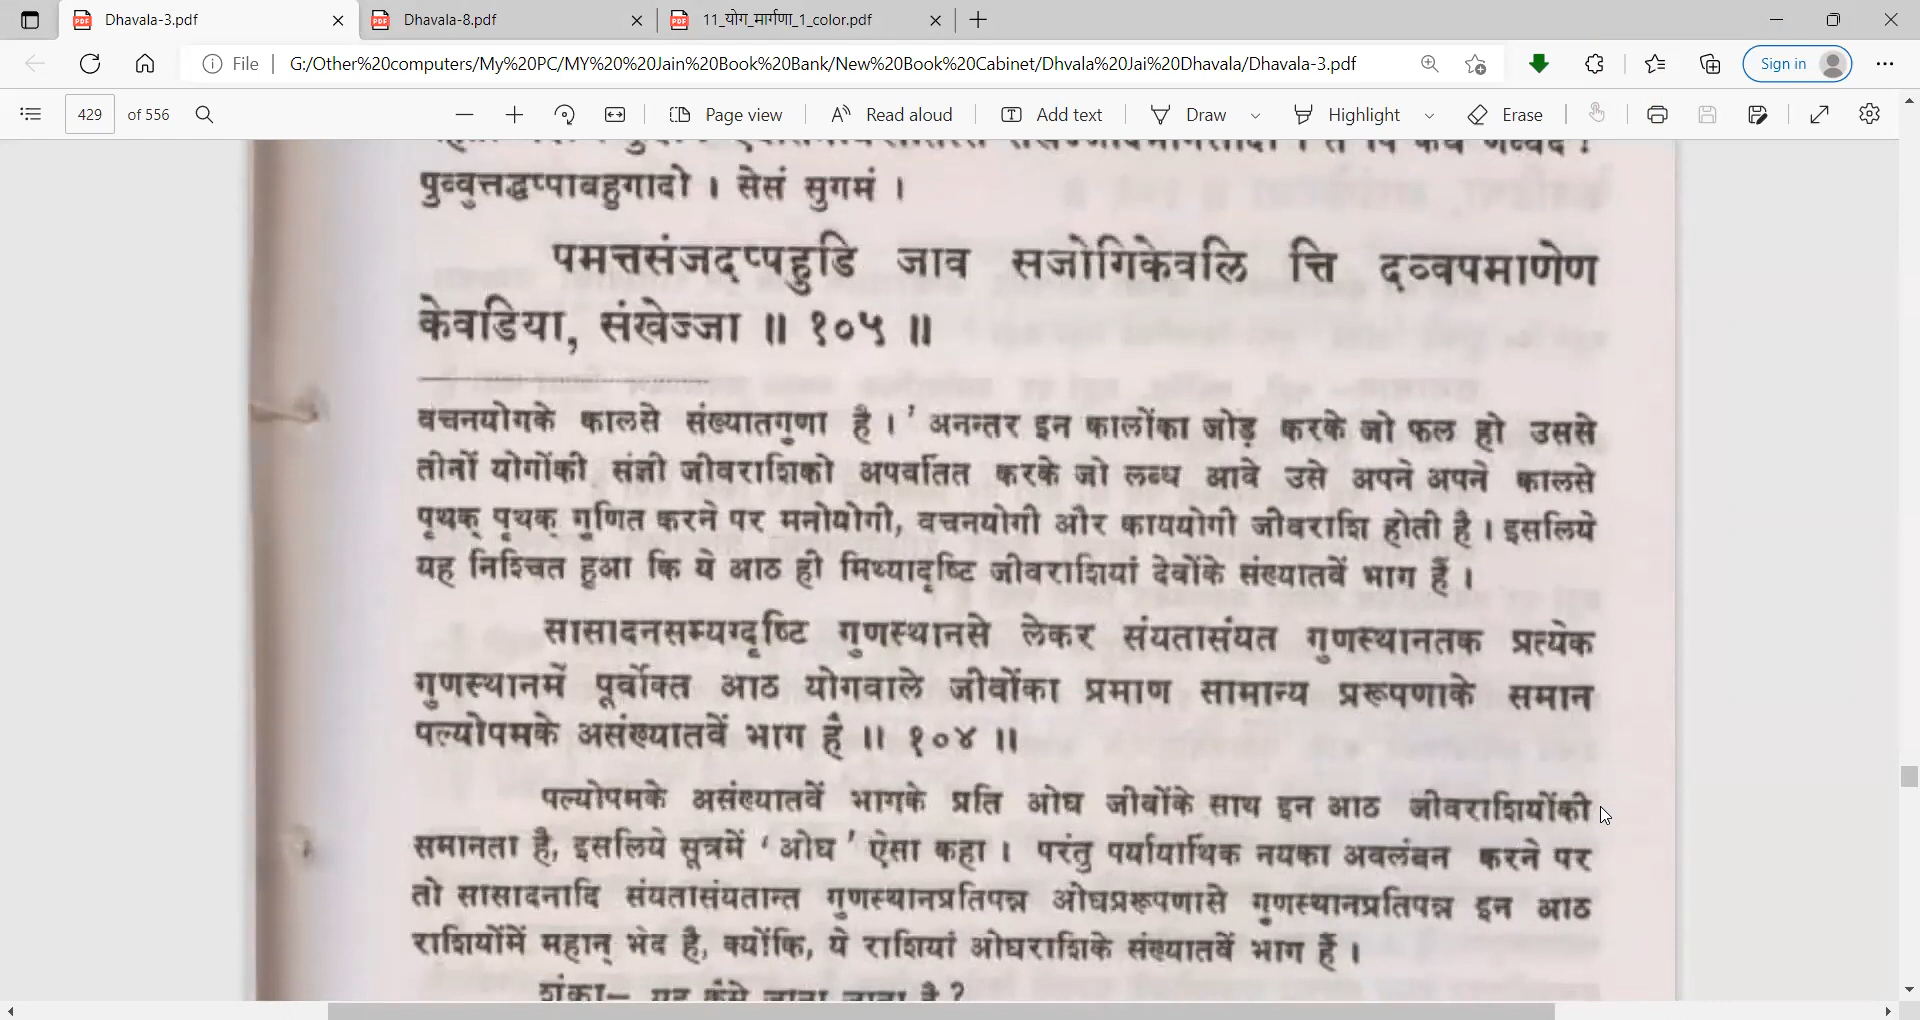 Dhavala-3.pdf
Dhavala-8.pdf
11_योग_मार्गणा_1_color.pdf
File
G:/Other%20computers/My%20PC/MY%20%20Jain%20Book%20Bank/New%20Book%20Cabinet/Dhvala%20Jai%20Dhavala/Dhavala-3.pdf
Sign in
429 of 556
Page view
Read aloud
Add text
Draw
Highlight
Erase
पुव्वुत्तद्धप्पाबहुगादो । सेसं सुगमं ।
पमत्तसंजदप्पहुडि जाव सजोगिकेवलि त्ति दव्वपमाणेण
केवडिया, संखेज्जा ॥ १०५ ॥
वचनयोगके कालसे संख्यातगुणा है । ' अनन्तर इन कालोंका जोड़ करके जो फल हो उससे
तीनों योगोंकी संज्ञी जीवराशिको अपवर्तित करके जो लब्ध आवे उसे अपने अपने कालसे
पृथक् पृथक् गुणित करने पर मनोयोगी, वचनयोगी और काययोगी जीवराशि होती है । इसलिये
यह निश्चित हुआ कि ये आठ ही मिथ्यादृष्टि जीवराशियां देवोंके संख्यातवें भाग हैं ।
सासादनसम्यग्दृष्टि गुणस्थानसे लेकर संयतासंयत गुणस्थानतक प्रत्येक
गुणस्थानमें पूर्वोक्त आठ योगवाले जीवोंका प्रमाण सामान्य प्ररूपणाके समान
पल्योपमके असंख्यातवें भाग है ॥ १०४ ॥
पल्योपमके असंख्यातवें भागके प्रति ओघ जीवोंके साथ इन आठ जीवराशियोंकी
समानता है, इसलिये सूत्रमें ' ओघ ' ऐसा कहा । परंतु पर्यायार्थिक नयका अवलंबन करने पर
तो सासादनादि संयतासंयतान्त गुणस्थानप्रतिपन्न ओघप्ररूपणासे गुणस्थानप्रतिपन्न इन आठ
राशियोंमें महान् भेद है, क्योंकि, ये राशियां ओघराशिके संख्यातवें भाग हैं ।
शंका- यह कैसे जाना जाता है ?